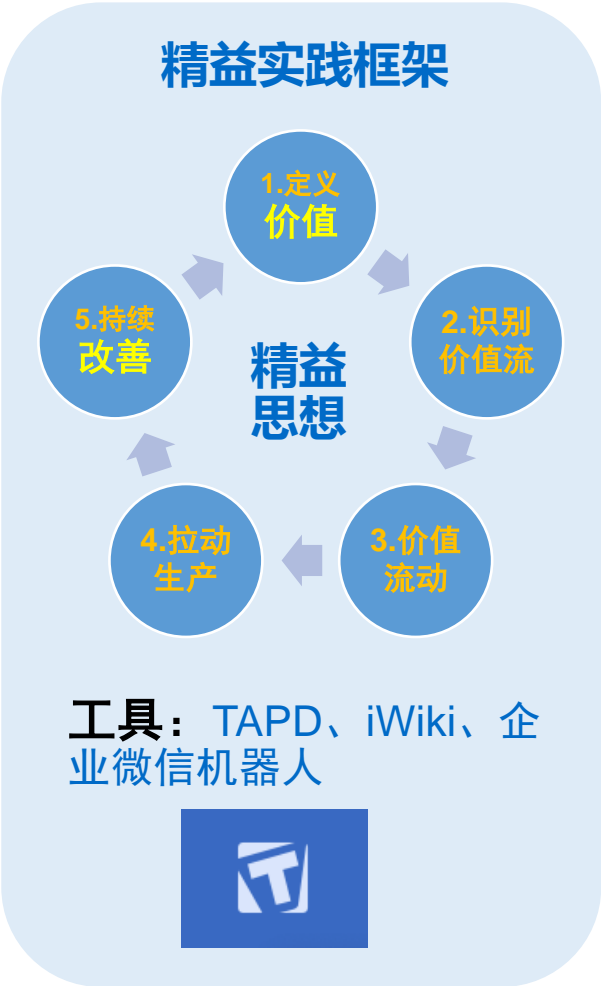 精益实践框架
1.定义
价值
2.识别
价值流
3.价值
流动
4.拉动
生产
5.持续
改善
精益
思想
工具：TAPD、iWiki、企
业微信机器人
T